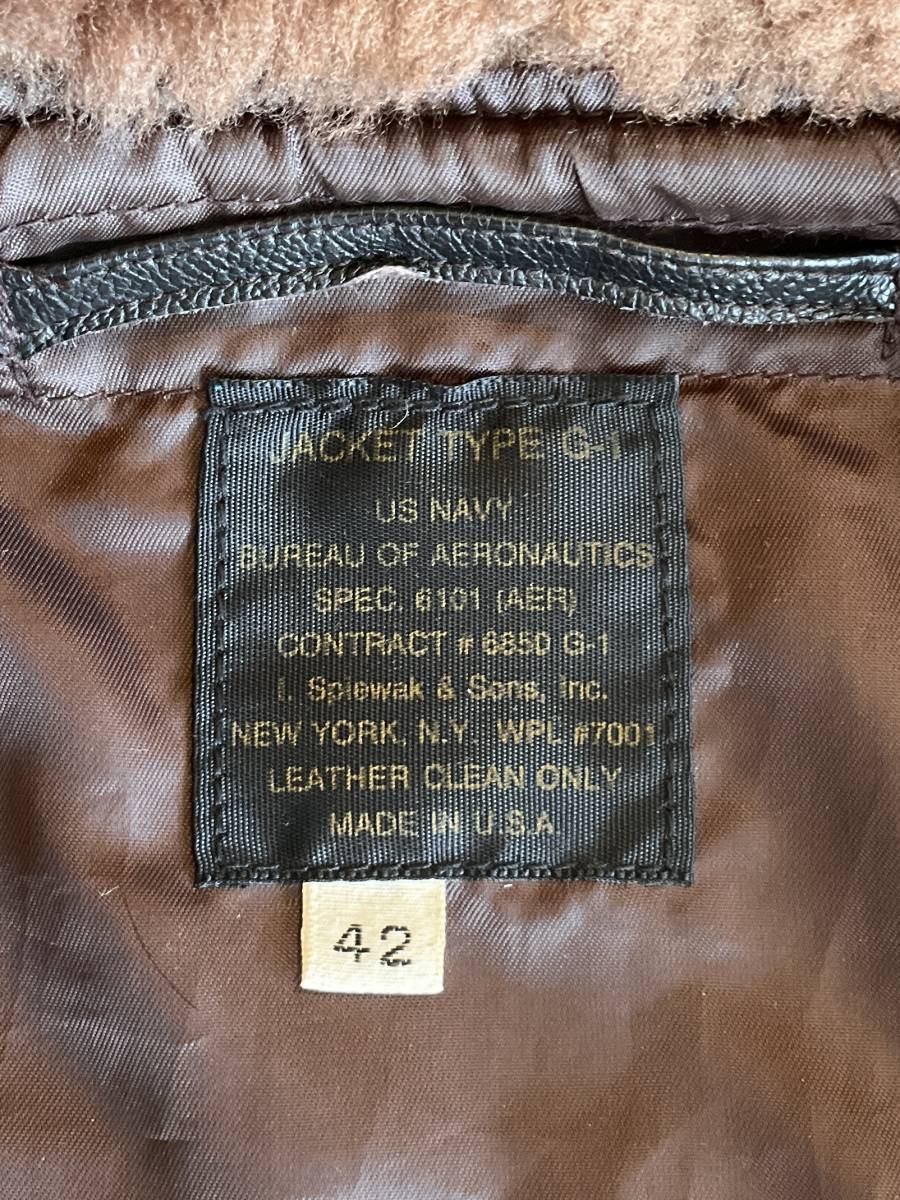 JACKET TYPE G-1
US NAVY
BUREAU OF AERONAUTICS
SPEC. 6101 (AER)
CONTRACT # 6850 G-1
I. Spiewak & Sons, Inc.
NEW YORK, N.Y. WPL #7001
LEATHER CLEAN ONLY
MADE IN U.S.A.
42